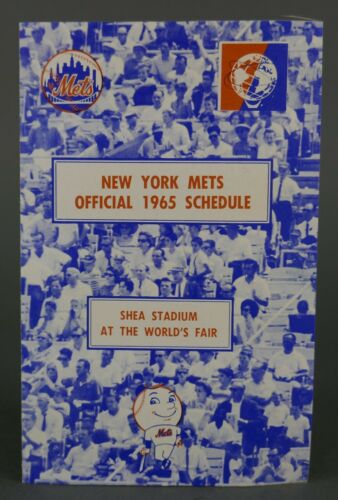 Mets
NEW YORK METS
OFFICIAL 1965 SCHEDULE
SHEA STADIUM
AT THE WORLD'S FAIR
Mets